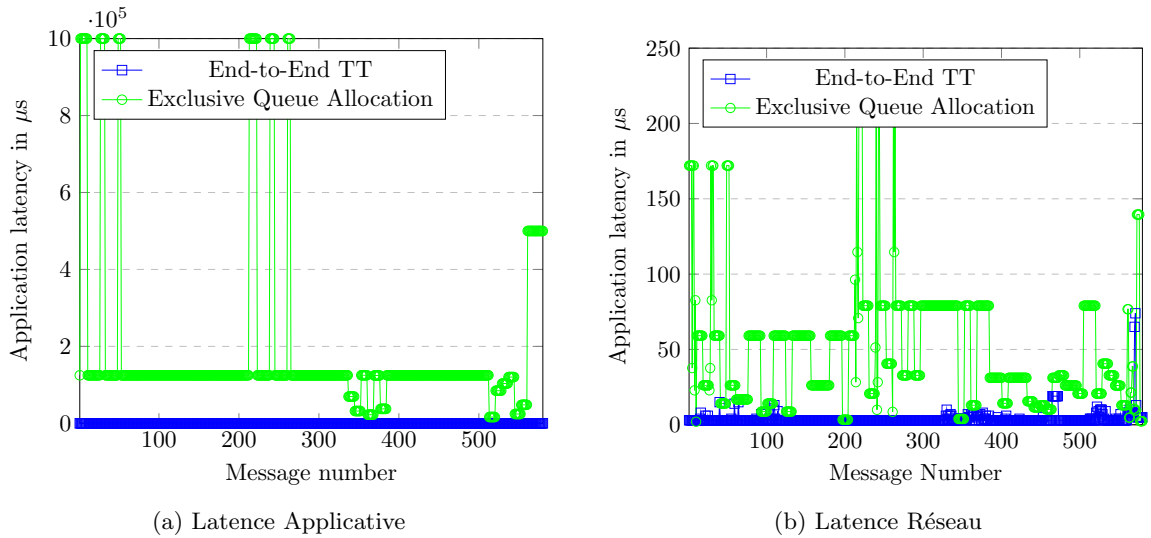 ·10⁵
10
8
6
4
2
0
100
200
300
400
500
Application latency in μs
Message number
End-to-End TT
Exclusive Queue Allocation
(a) Latence Applicative
250
200
150
100
50
0
100
200
300
400
500
Application latency in μs
Message Number
End-to-End TT
Exclusive Queue Allocation
(b) Latence Réseau